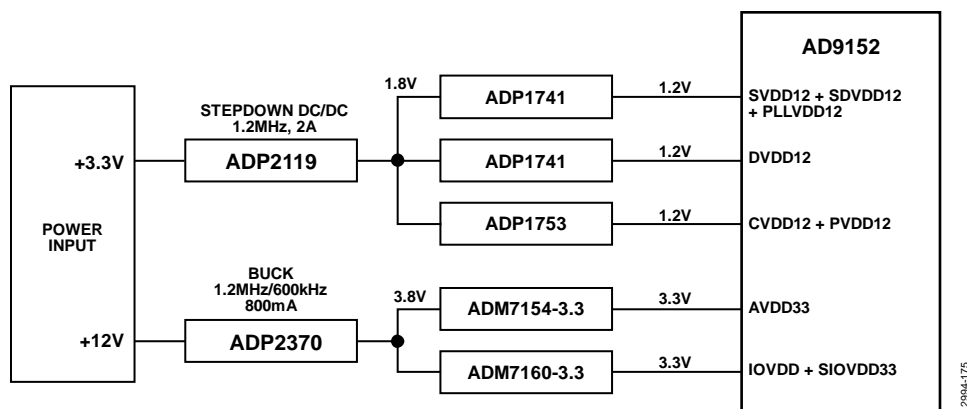 AD9152
POWER
INPUT
+3.3V
STEPDOWN DC/DC
1.2MHz, 2A
ADP2119
1.8V
ADP1741
1.2V
SVDD12 + SDVDD12
+ PLLVDD12
ADP1741
1.2V
DVDD12
ADP1753
1.2V
CVDD12 + PVDD12
+12V
BUCK
1.2MHz/600kHz
800mA
ADP2370
3.8V
ADM7154-3.3
3.3V
AVDD33
ADM7160-3.3
3.3V
IOVDD + SIOVDD33
2994-175